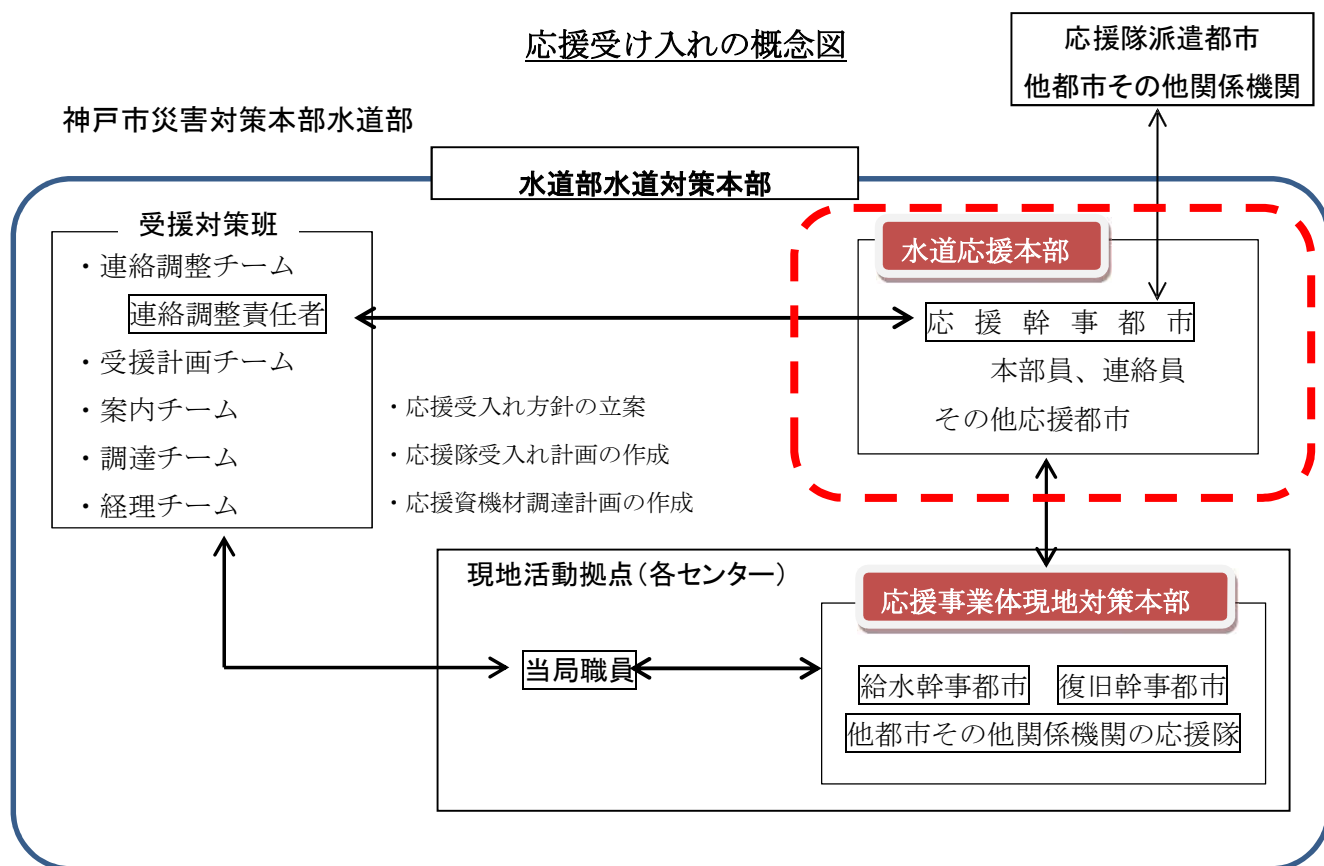 応援受け入れの概念図
応援隊派遣都市
他都市その他関係機関
神戸市災害対策本部水道部
水道部水道対策本部
受援対策班
・連絡調整チーム
連絡調整責任者
・受援計画チーム
・案内チーム
・調達チーム
・経理チーム
・応援受入れ方針の立案
・応援隊受入れ計画の作成
・応援資機材調達計画の作成
水道応援本部
応援幹事都市
本部員、連絡員
その他応援都市
現地活動拠点(各センター)
当局職員
応援事業体現地対策本部
給水幹事都市 復旧幹事都市
他都市その他関係機関の応援隊